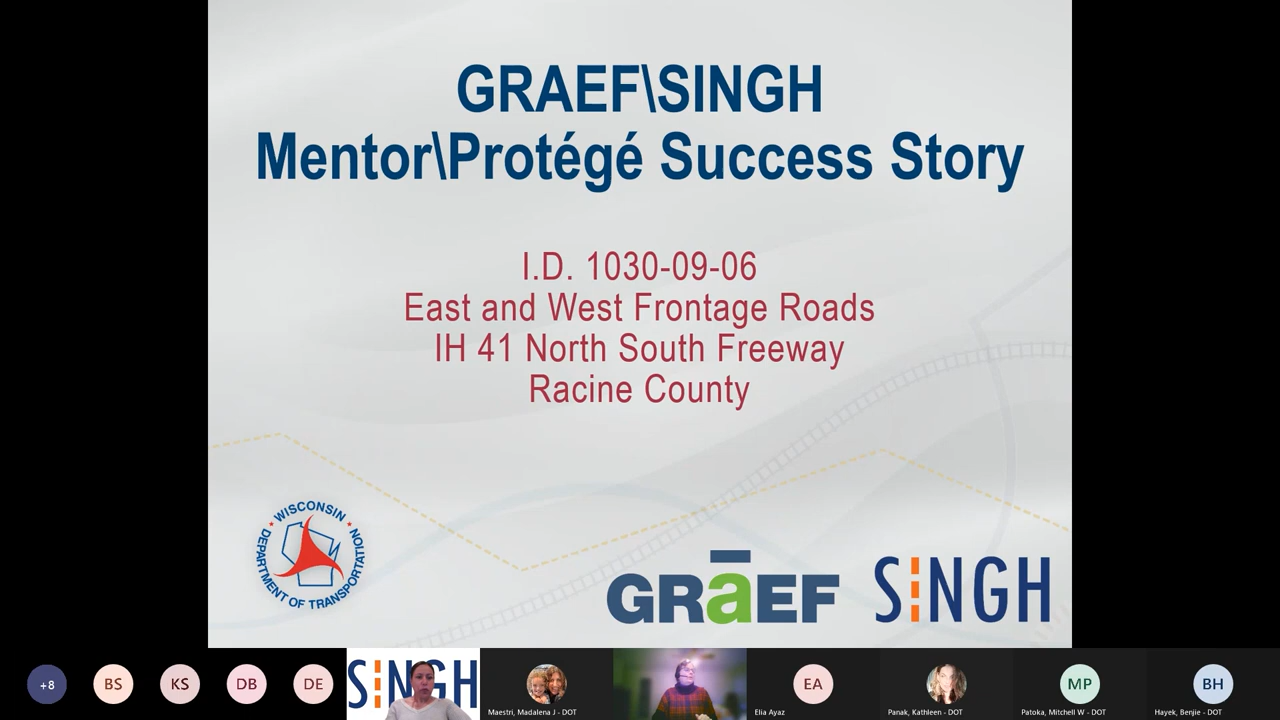 GRAEF\SINGH
Mentor\Protégé Success Story
I.D. 1030-09-06
East and West Frontage Roads
IH 41 North South Freeway
Racine County
WISCONSIN
DEPARTMENT OF TRANSPORTATION
GRaEF
SINGH
+8
BS
KS
DB
DE
SINGH
Maestri, Madalena J - DOT
EA
Elia Ayaz
Panak, Kathleen - DOT
MP
Patoka, Mitchell W - DOT
BH
Hayek, Benjie - DOT